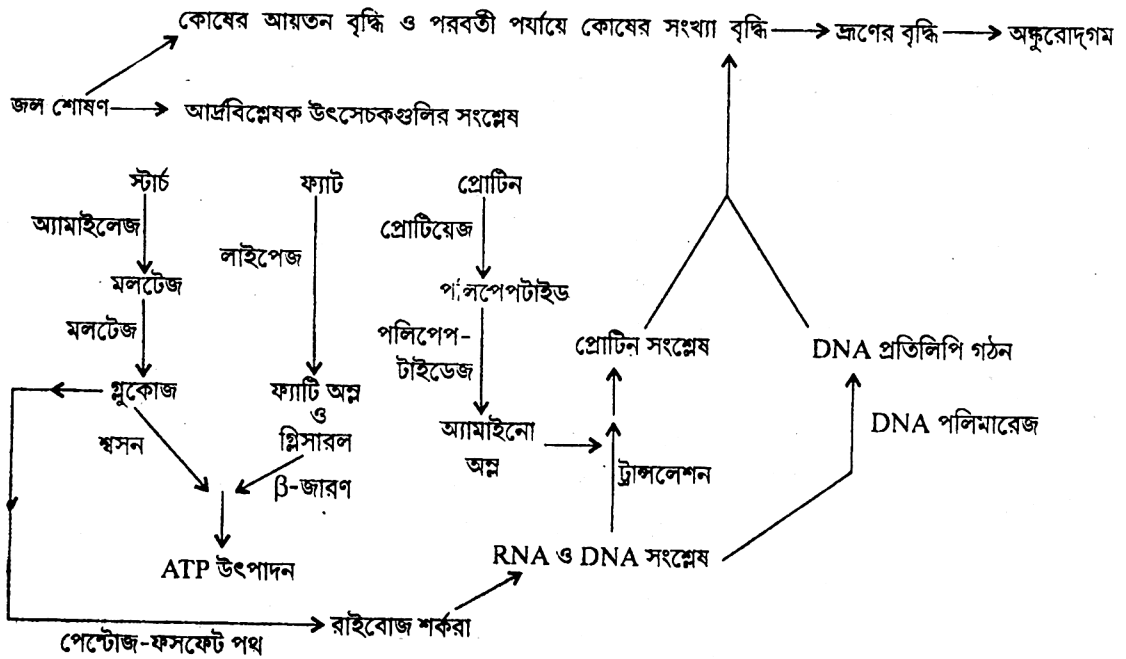 কোষের আয়তন বৃদ্ধি ও পরবর্তী পর্যায়ে কোষের সংখ্যা বৃদ্ধি ভ্রূণের বৃদ্ধি অঙ্কুরোদ্‌গম
জল শোষণ আর্দ্রবিশ্লেষক উৎসেচকগুলির সংশ্লেষ
স্টার্চ ফ্যাট প্রোটিন
অ্যামাইলেজ প্রোটিয়েজ
লাইপেজ
মলটেজ পলিপেপটাইড
মলটেজ পলিপেপ-
টাইডেজ
প্রোটিন সংশ্লেষ DNA প্রতিলিপি গঠন
গ্লুকোজ ফ্যাটি অম্ল
ও
গ্লিসারল
শ্বসন অ্যামাইনো
অম্ল
DNA পলিমারেজ
β-জারণ ট্রান্সলেশন
ATP উৎপাদন RNA ও DNA সংশ্লেষ
রাইবোজ শর্করা
পেন্টোজ-ফসফেট পথ